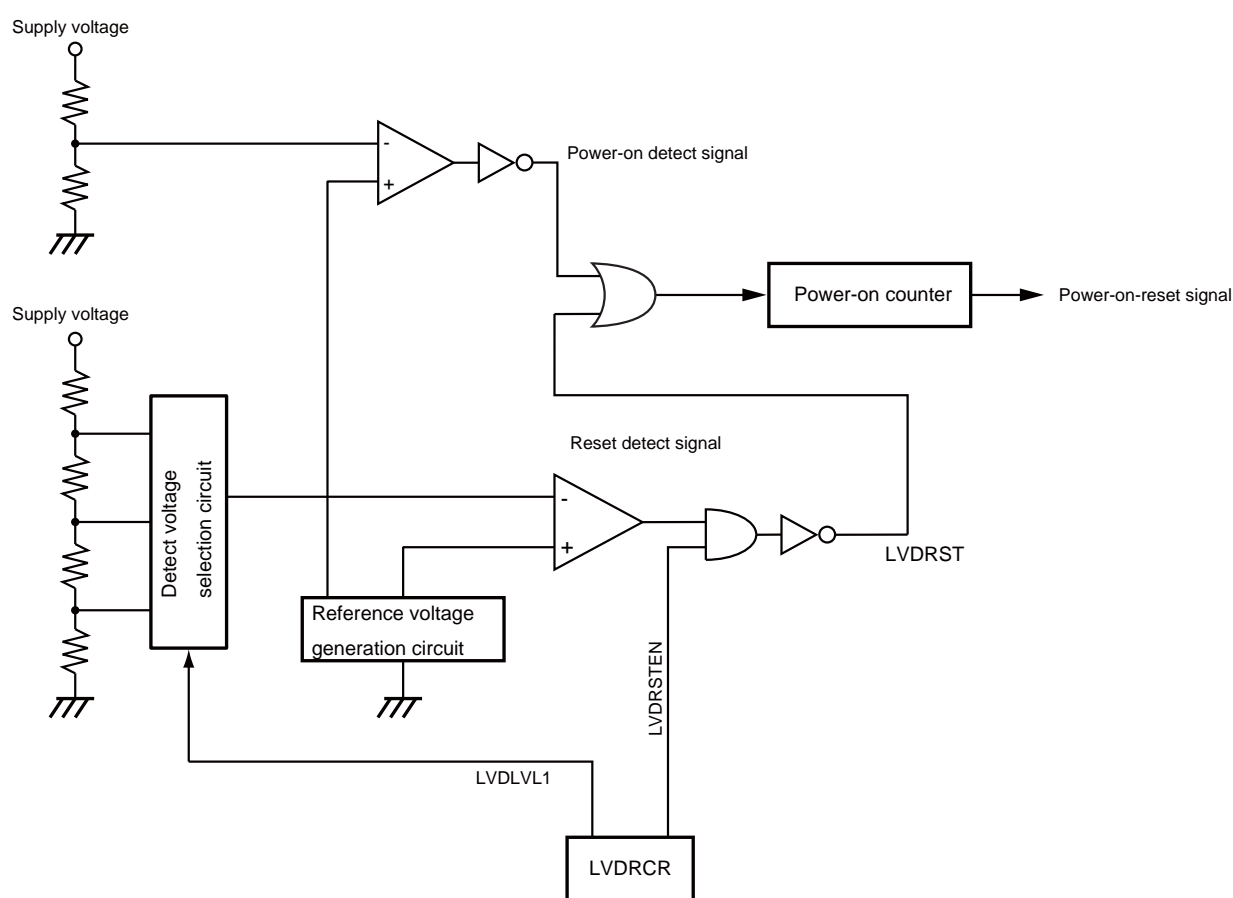 Supply voltage
-
+
Power-on detect signal
Power-on counter
Power-on-reset signal
Supply voltage
Detect voltage
selection circuit
Reset detect signal
-
+
LVDRST
Reference voltage
generation circuit
LVDRSTEN
LVDLVL1
LVDRCR